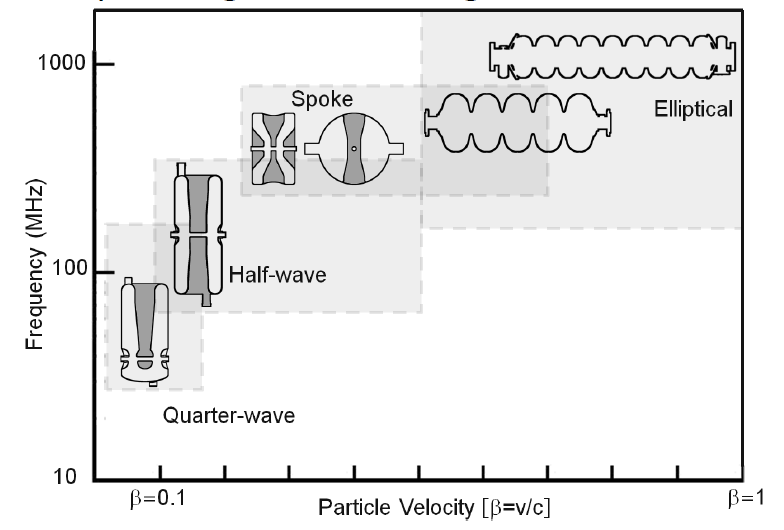 1000
Spoke
Elliptical
Frequency (MHz)
100
Half-wave
Quarter-wave
10
β=0.1
Particle Velocity [β=v/c]
β=1